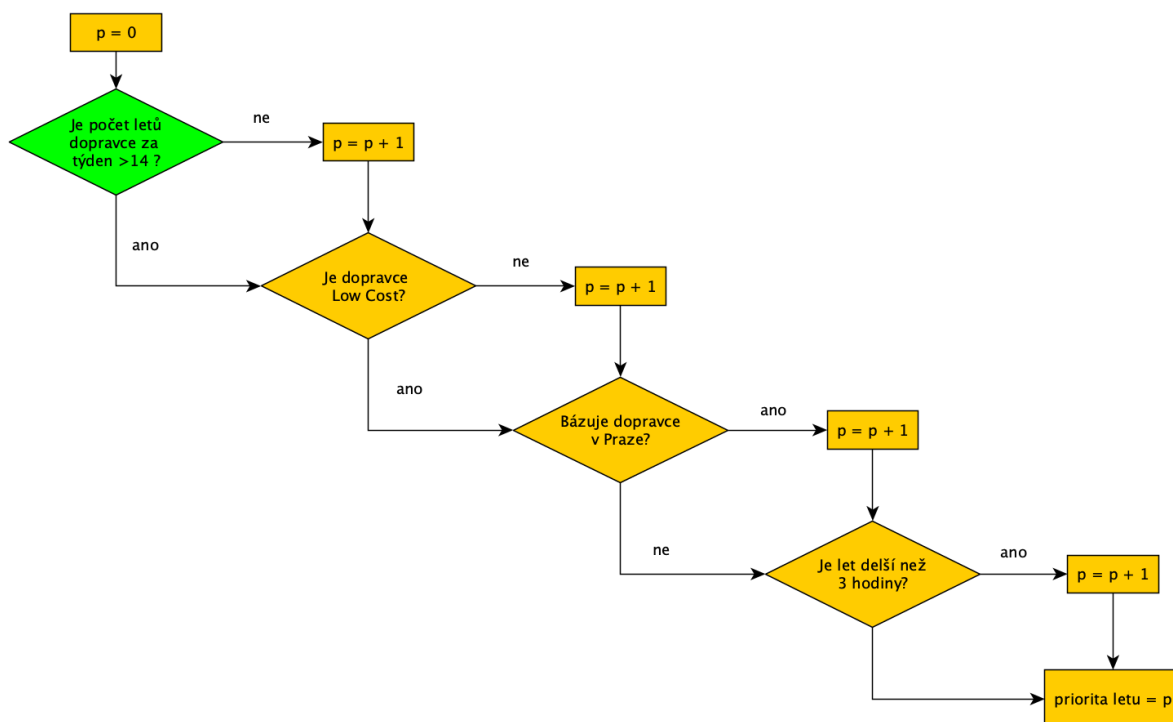 p = 0
Je počet letů
dopravce za
týden >14 ?
ne
p = p + 1
ano
Je dopravce
Low Cost?
ne
p = p + 1
ano
Bázuje dopravce
v Praze?
ano
p = p + 1
ne
Je let delší než
3 hodiny?
ano
p = p + 1
priorita letu = p